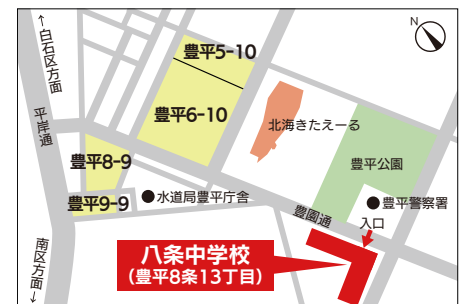 ↑白石区方面
平岸通
南区方面↓
豊平5-10
豊平6-10
豊平8-9
豊平9-9
●水道局豊平庁舎
北海きたえーる
豊平公園
●豊平警察署
豊園通
入口
八条中学校
(豊平8条13丁目)
N